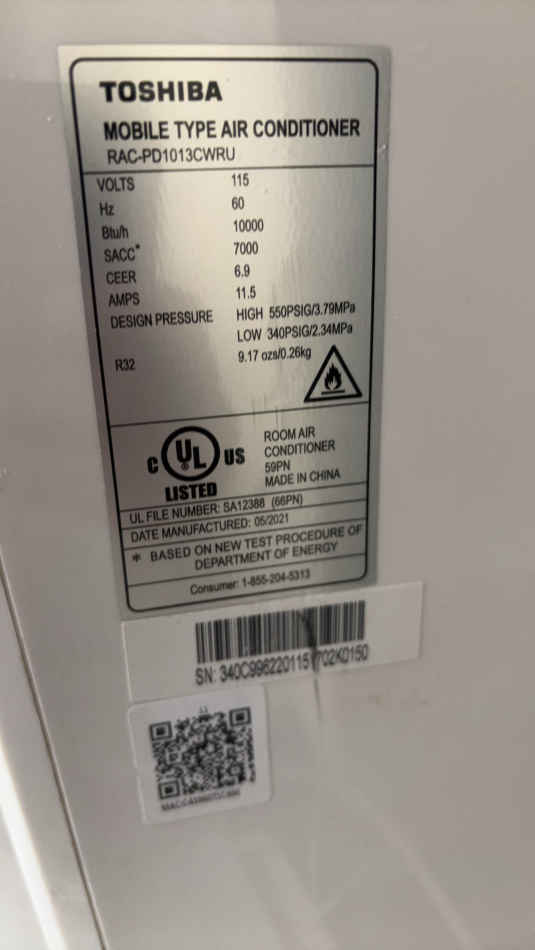 TOSHIBA
MOBILE TYPE AIR CONDITIONER
RAC-PD1013CWRU
VOLTS 115
Hz 60
Btu/h 10000
SACC* 7000
CEER 6.9
AMPS 11.5
DESIGN PRESSURE HIGH 550PSIG/3.79MPa
LOW 340PSIG/2.34MPa
R32 9.17 ozs/0.26kg
C UL US
LISTED
ROOM AIR
CONDITIONER
59PN
MADE IN CHINA
UL FILE NUMBER: SA12388 (66PN)
DATE MANUFACTURED: 05/2021
* BASED ON NEW TEST PROCEDURE OF
DEPARTMENT OF ENERGY
Consumer: 1-855-204-5313
SN: